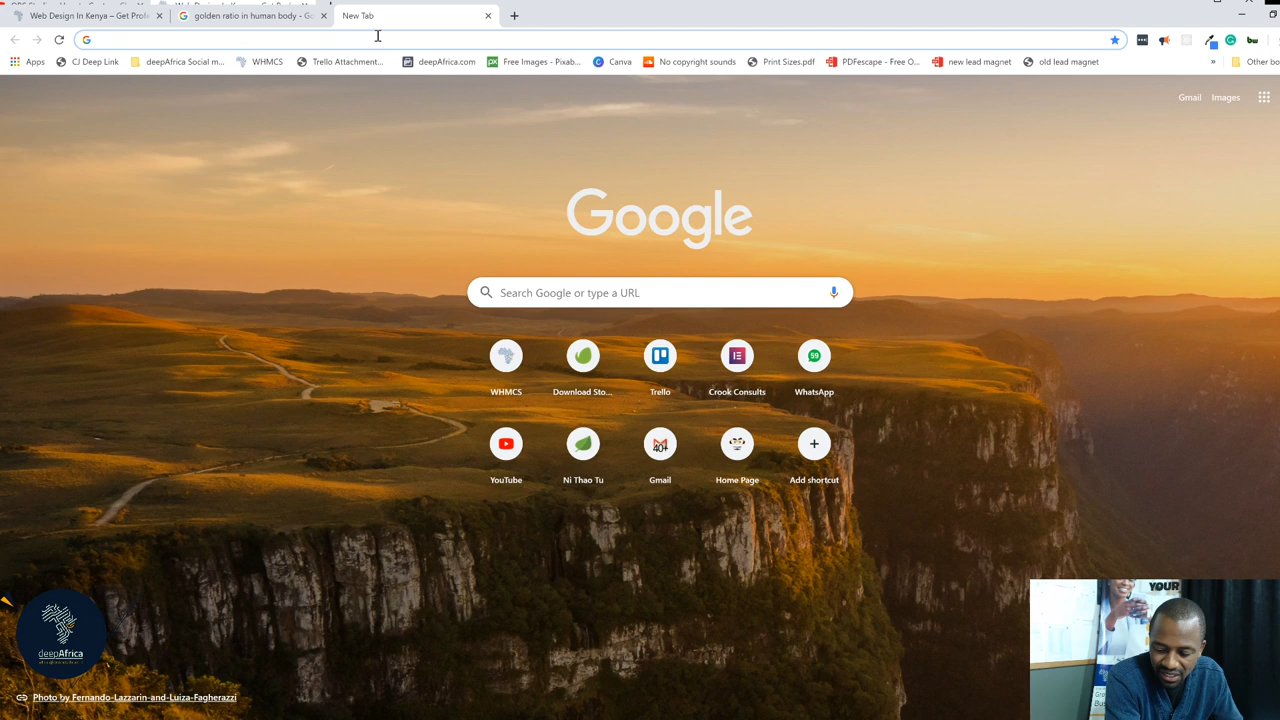 Web Design In Kenya – Get Profe
golden ratio in human body - Go
New Tab
Apps
CJ Deep Link
deepAfrica Social m...
WHMCS
Trello Attachment...
deepAfrica.com
Free Images - Pixab...
Canva
No copyright sounds
Print Sizes.pdf
PDFescape - Free O...
new lead magnet
old lead magnet
»
Other bo
Gmail
Images
Google
Search Google or type a URL
59
WHMCS
Download Sto...
Trello
Crook Consults
WhatsApp
40+
YouTube
Ni Thao Tu
Gmail
Home Page
Add shortcut
YOUR
deepAfrica
Photo by Fernando-Lazzarin-and-Luiza-Fagherazzi